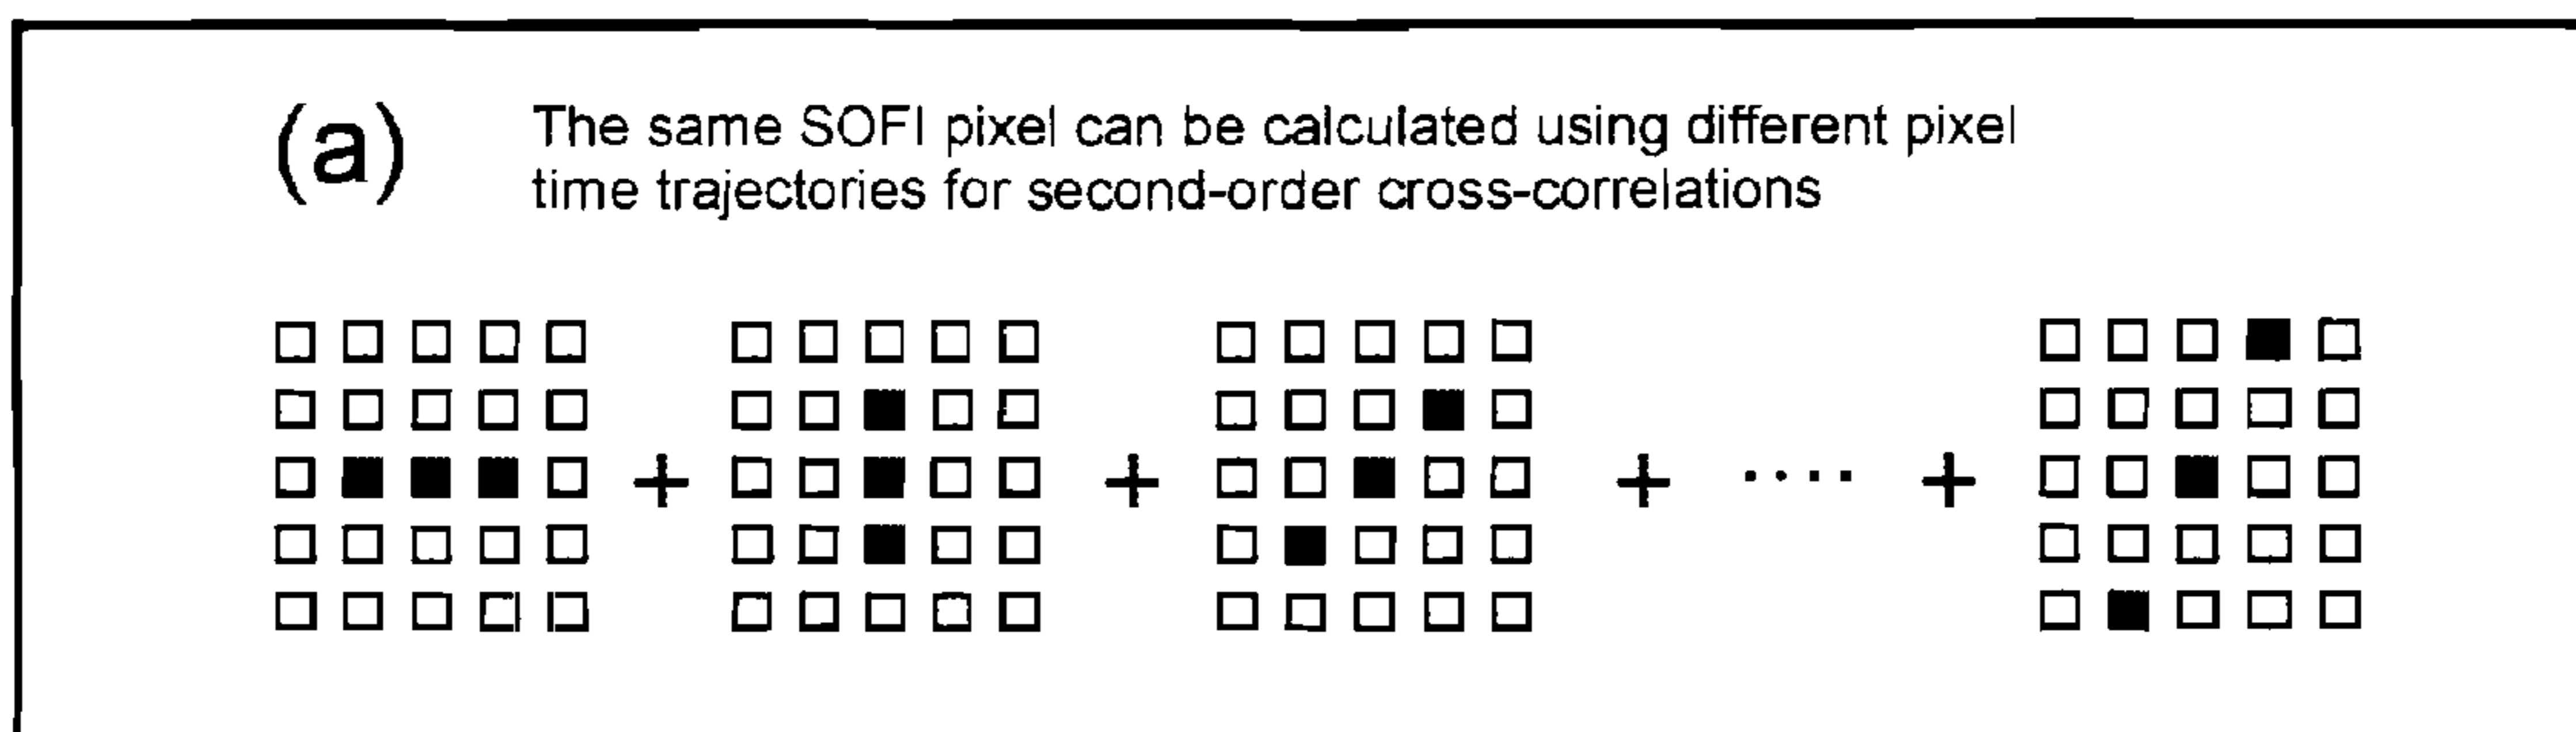 (a) The same SOFI pixel can be calculated using different pixel
time trajectories for second-order cross-correlations
+ + + .... +